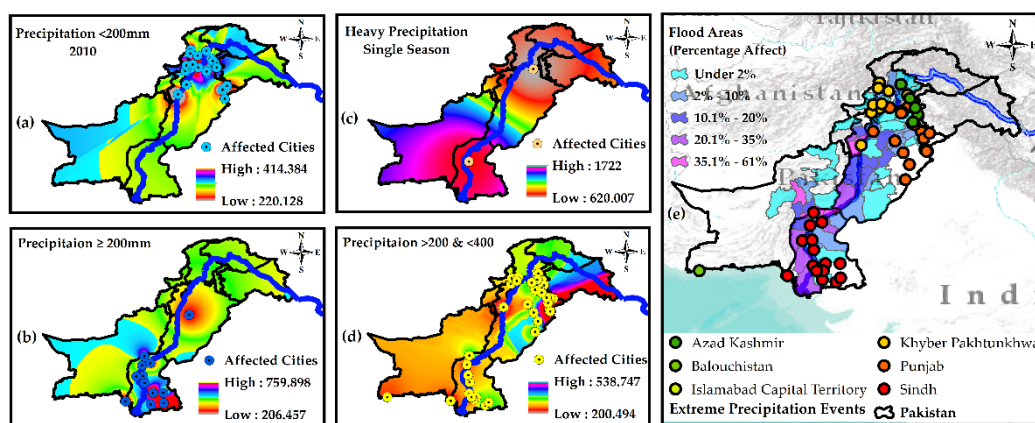 Precipitation <200mm
2010
N
W E
S
(a)
Affected Cities
High : 414.384
Low : 220.128
Heavy Precipitation
Single Season
N
W E
S
(c)
Affected Cities
High : 1722
Low : 620.007
Precipitaion ≥ 200mm
N
W E
S
(b)
Affected Cities
High : 759.898
Low : 206.457
Precipitaion >200 & <400
N
W E
S
(d)
Affected Cities
High : 538.747
Low : 200.494
Tajikistan
N
W E
S
Flood Areas
(Percentage Affect)
Under 2%
2% - 10%
10.1% - 20%
20.1% - 35%
35.1% - 61%
(e)
Ind
Azad Kashmir
Balouchistan
Islamabad Capital Territory
Khyber Pakhtunkhwa
Punjab
Sindh
Extreme Precipitation Events
Pakistan